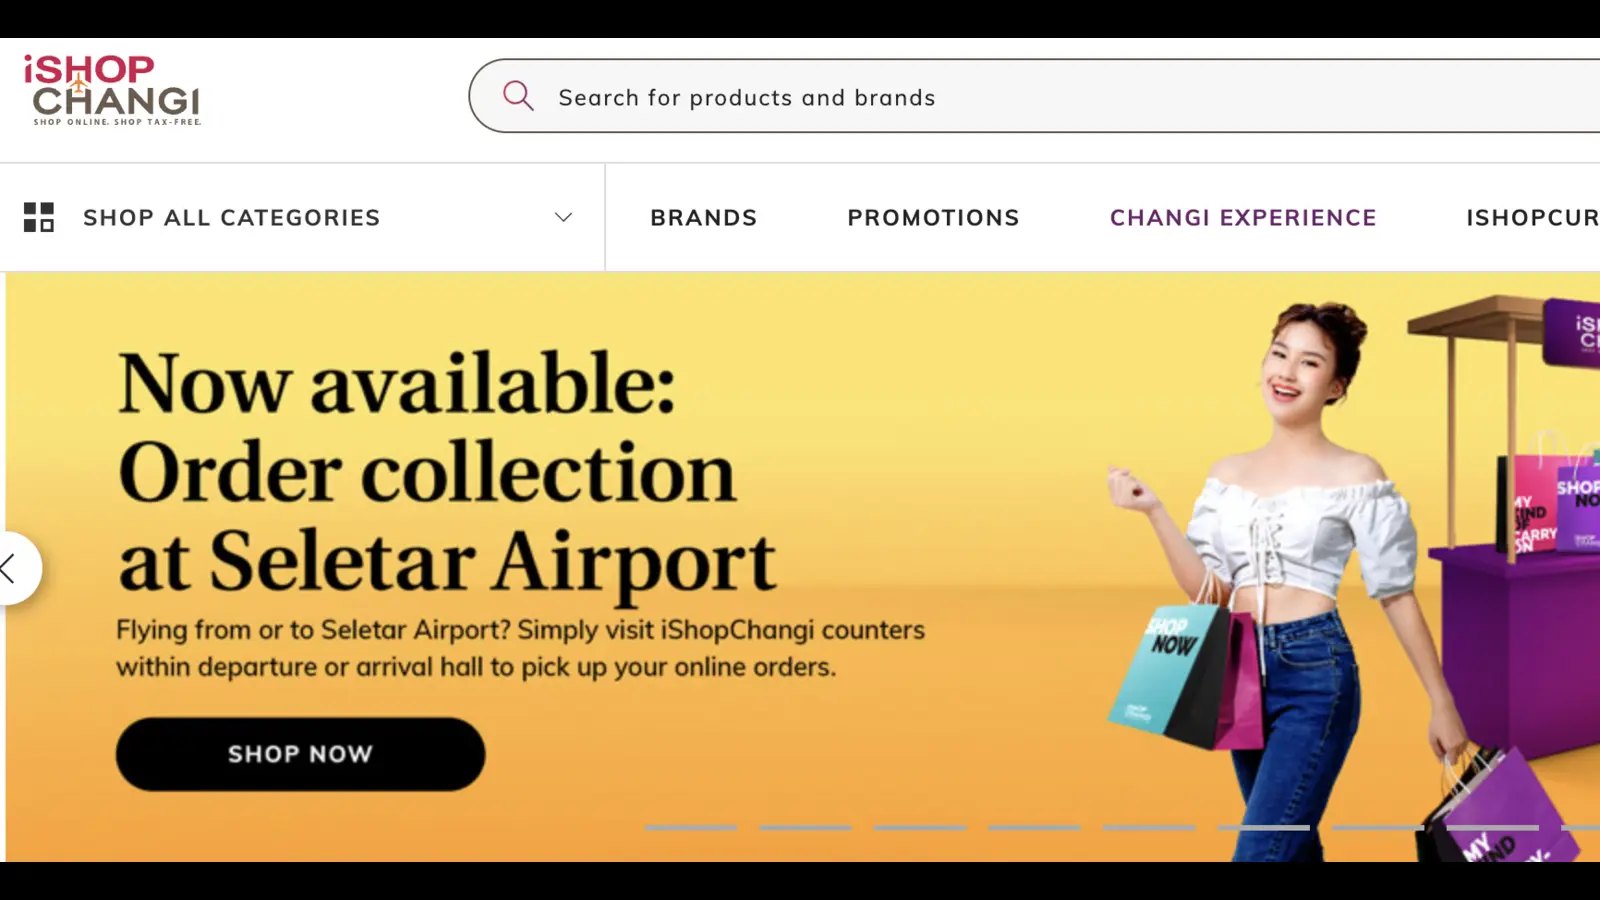 iSHOP
CHANGI
SHOP ONLINE. SHOP TAX-FREE.
Search for products and brands
SHOP ALL CATEGORIES
BRANDS
PROMOTIONS
CHANGI EXPERIENCE
ISHOPCUR
Now available:
Order collection
at Seletar Airport
Flying from or to Seletar Airport? Simply visit iShopChangi counters
within departure or arrival hall to pick up your online orders.
SHOP NOW
SHOP
NOW
iSHOP
CHANGI
MY
KIND
OF
CARRY
ON
SHOP
NO
MY
KIND